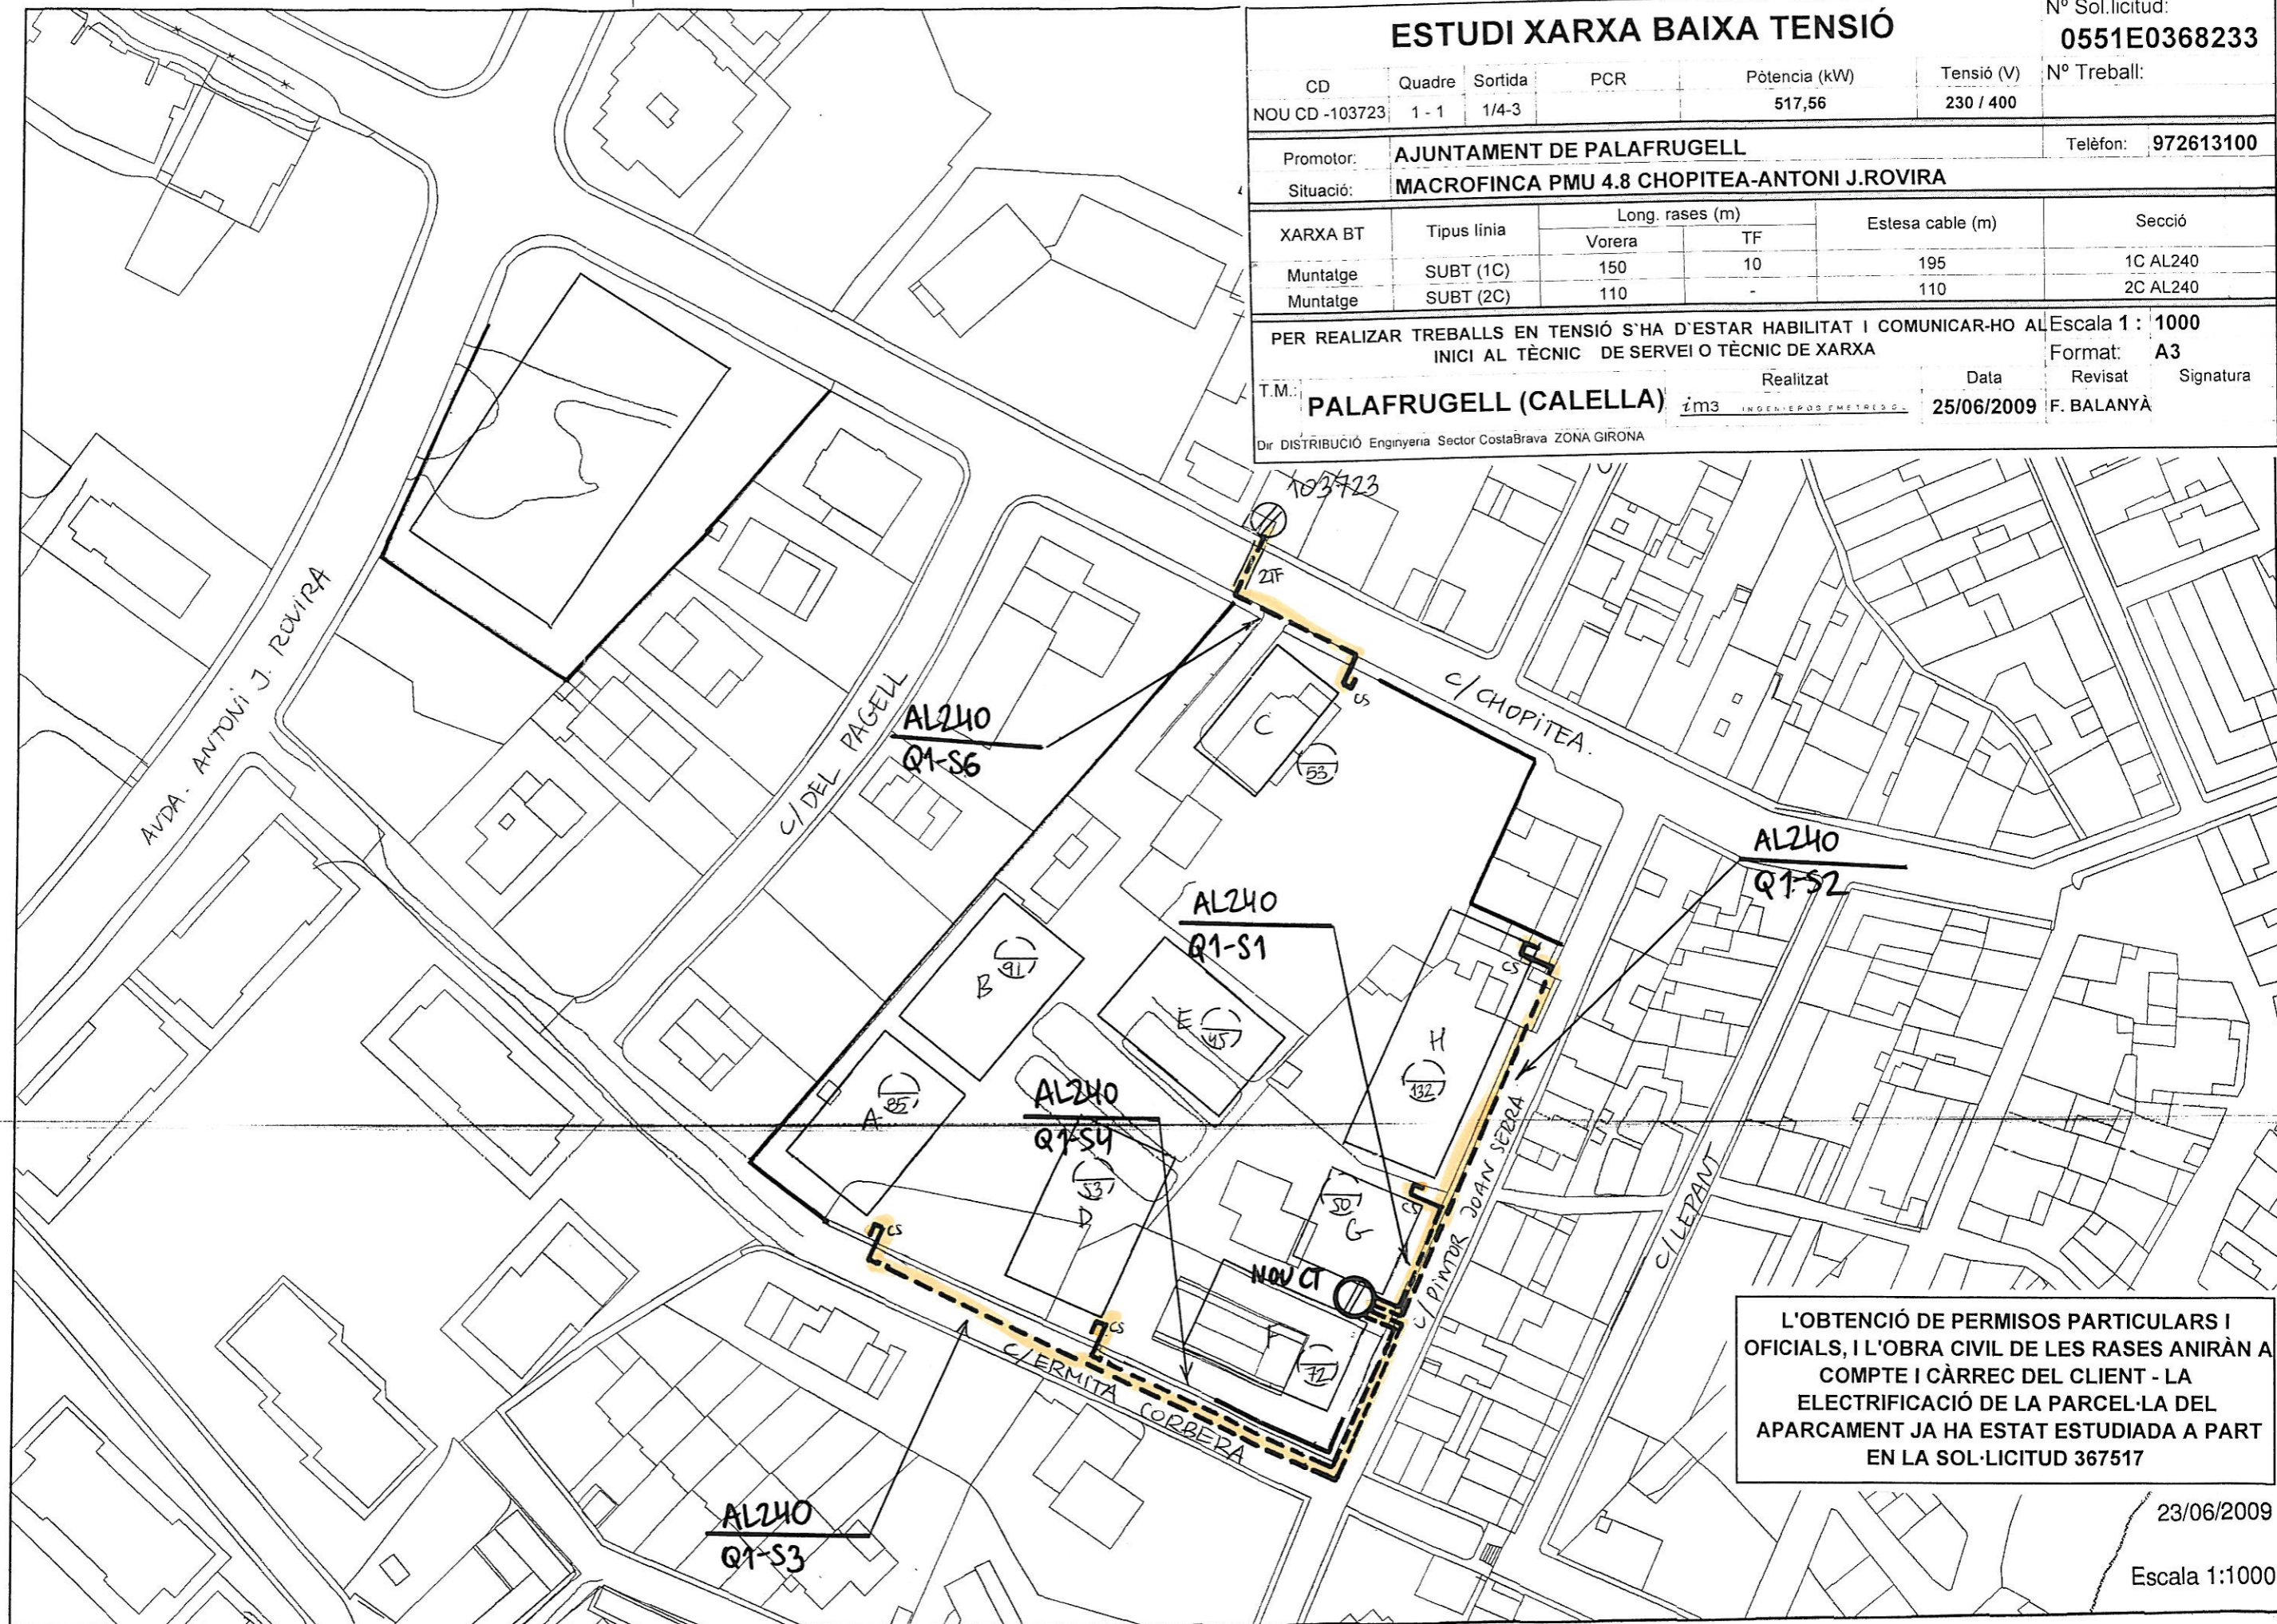 ESTUDI XARXA BAIXA TENSIÓ
Nº Sol.licitud:
0551E0368233
CD Quadre Sortida PCR Pòtencia (kW) Tensió (V) Nº Treball:
NOU CD -103723 1 - 1 1/4-3 517,56 230 / 400
Promotor: AJUNTAMENT DE PALAFRUGELL Telèfon: 972613100
Situació: MACROFINCA PMU 4.8 CHOPITEA-ANTONI J.ROVIRA
XARXA BT Tipus línia Long. rases (m) Estesa cable (m) Secció
Vorera TF
Muntatge SUBT (1C) 150 10 195 1C AL240
Muntatge SUBT (2C) 110 - 110 2C AL240
PER REALIZAR TREBALLS EN TENSIÓ S'HA D'ESTAR HABILITAT I COMUNICAR-HO AL
INICI AL TÈCNIC DE SERVEI O TÈCNIC DE XARXA
Escala 1 : 1000
Format: A3
T.M.: PALAFRUGELL (CALELLA)
Realitzat Data Revisat Signatura
im3 25/06/2009 F. BALANYÀ
Dir DISTRIBUCIÓ Enginyeria Sector CostaBrava ZONA GIRONA
103723
2TF
AVDA. ANTONI J. ROVIRA
C/ DEL PAGELL
AL240
Q1-S6
C
53
CS
C/ CHOPITEA.
AL240
Q1-S2
AL240
Q1-S1
B
91
E
45
CS
H
132
A
85
AL240
Q1-S4
53
D
50
G
CS
C/ PINTOR JOAN SERRA
C/ LEPANT
CS
NOU CT
CS
F
72
C/ ERMITA CORBERA
AL240
Q1-S3
L'OBTENCIÓ DE PERMISOS PARTICULARS I
OFICIALS, I L'OBRA CIVIL DE LES RASES ANIRÀN A
COMPTE I CÀRREC DEL CLIENT - LA
ELECTRIFICACIÓ DE LA PARCEL·LA DEL
APARCAMENT JA HA ESTAT ESTUDIADA A PART
EN LA SOL·LICITUD 367517
23/06/2009
Escala 1:1000